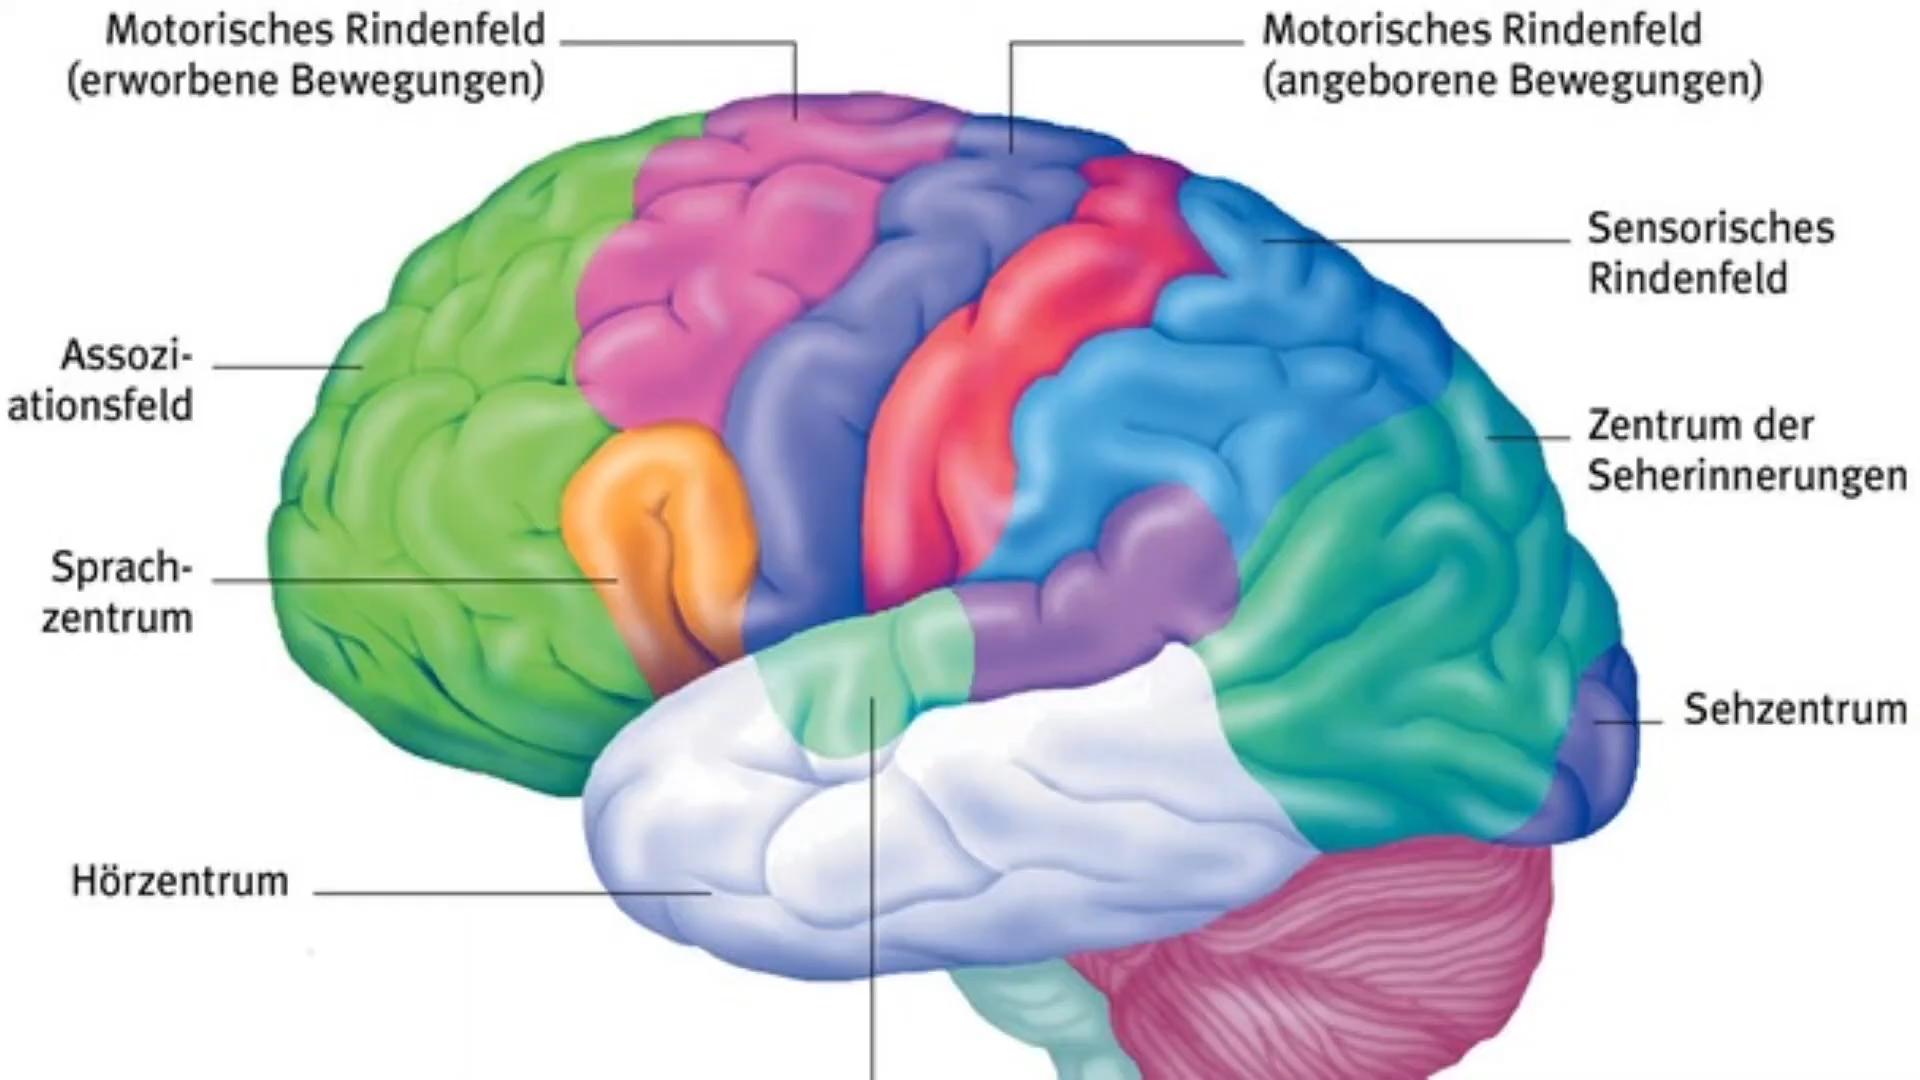 Motorisches Rindenfeld
(erworbene Bewegungen)
Motorisches Rindenfeld
(angeborene Bewegungen)
Sensorisches
Rindenfeld
Assozi-
ationsfeld
Zentrum der
Seherinnerungen
Sprach-
zentrum
Sehzentrum
Hörzentrum